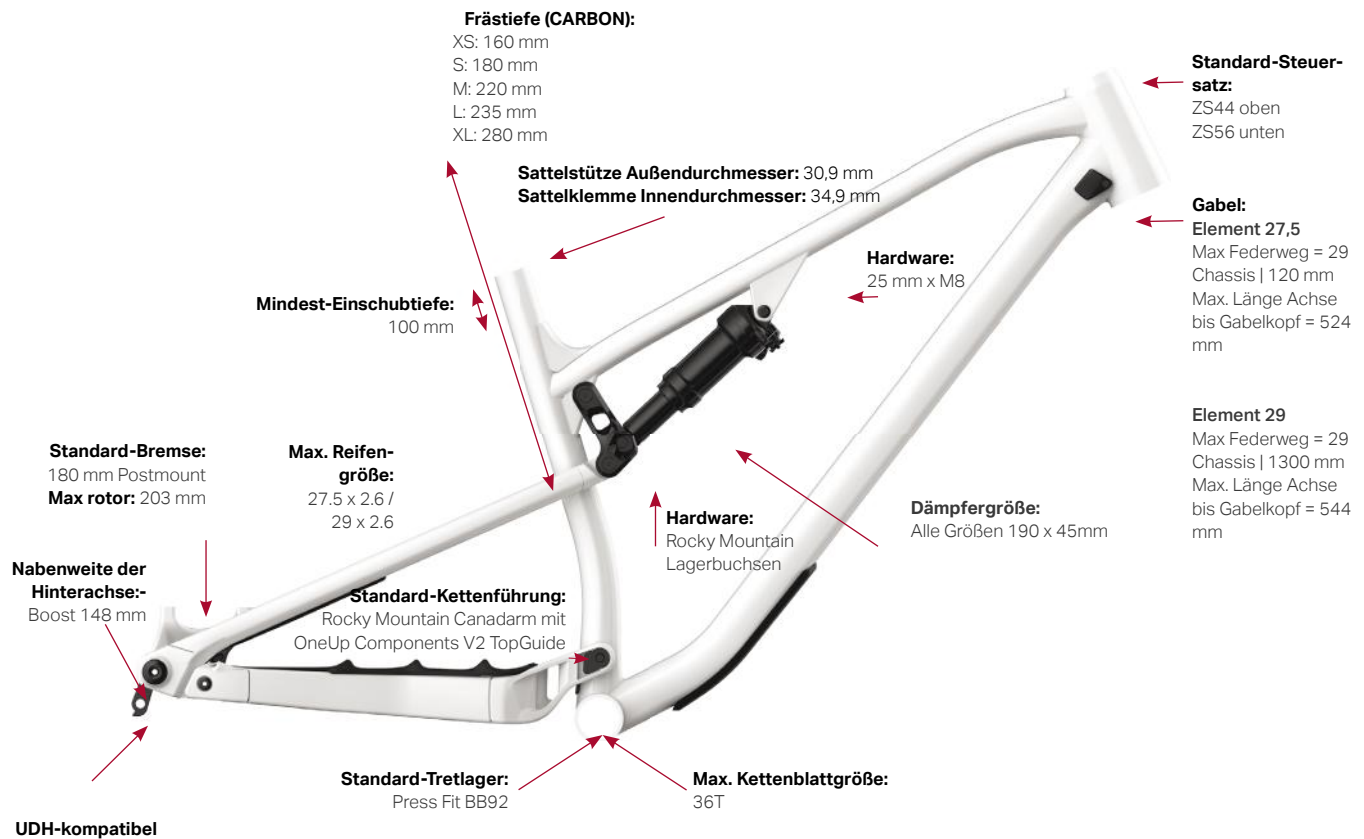 Frästiefe (CARBON):
XS: 160 mm
S: 180 mm
M: 220 mm
L: 235 mm
XL: 280 mm
Standard-Steuer-
satz:
ZS44 oben
ZS56 unten
Sattelstütze Außendurchmesser: 30,9 mm
Sattelklemme Innendurchmesser: 34,9 mm
Gabel:
Element 27,5
Max Federweg = 29
Chassis | 120 mm
Max. Länge Achse
bis Gabelkopf = 524
mm
Element 29
Max Federweg = 29
Chassis | 1300 mm
Max. Länge Achse
bis Gabelkopf = 544
mm
Hardware:
25 mm x M8
Mindest-Einschubtiefe:
100 mm
Standard-Bremse:
180 mm Postmount
Max rotor: 203 mm
Max. Reifen-
größe:
27.5 x 2.6 /
29 x 2.6
Hardware:
Rocky Mountain
Lagerbuchsen
Dämpfergröße:
Alle Größen 190 x 45mm
Nabenweite der
Hinterachse:-
Boost 148 mm
Standard-Kettenführung:
Rocky Mountain Canadarm mit
OneUp Components V2 TopGuide
Standard-Tretlager:
Press Fit BB92
Max. Kettenblattgröße:
36T
UDH-kompatibel